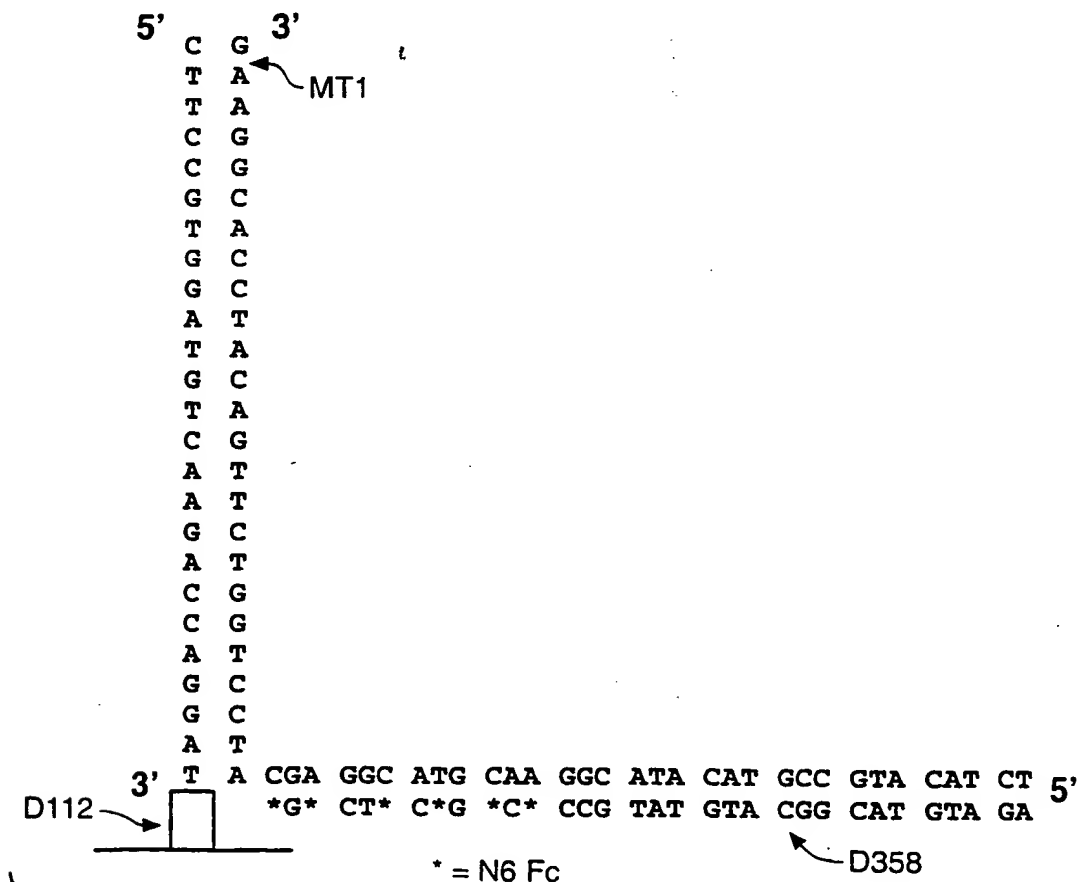 5' C G 3'
T A MT1
T A
C G
C G
G C
T A
G C
G C
A T
T A
G C
T A
C G
A T
A T
G C
A T
C G
C G
A T
G C
G C
A T
3' T A CGA GGC ATG CAA GGC ATA CAT GCC GTA CAT CT 5'
D112 *G* CT* C*G *C* CCG TAT GTA CGG CAT GTA GA
* = N6 Fc D358